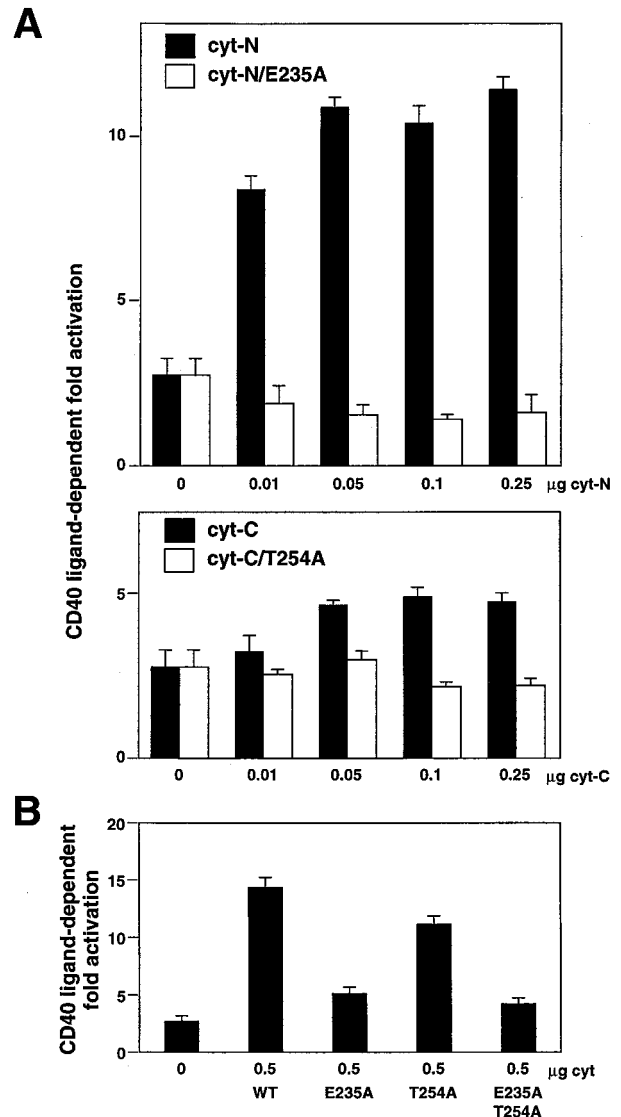 A
cyt-N
cyt-N/E235A
10
5
0
0 0.01 0.05 0.1 0.25 μg cyt-N
CD40 ligand-dependent fold activation
cyt-C
cyt-C/T254A
5
0
0 0.01 0.05 0.1 0.25 μg cyt-C
B
CD40 ligand-dependent
fold activation
20
15
10
5
0
0 0.5 0.5 0.5 0.5 μg cyt
WT E235A T254A E235A
T254A